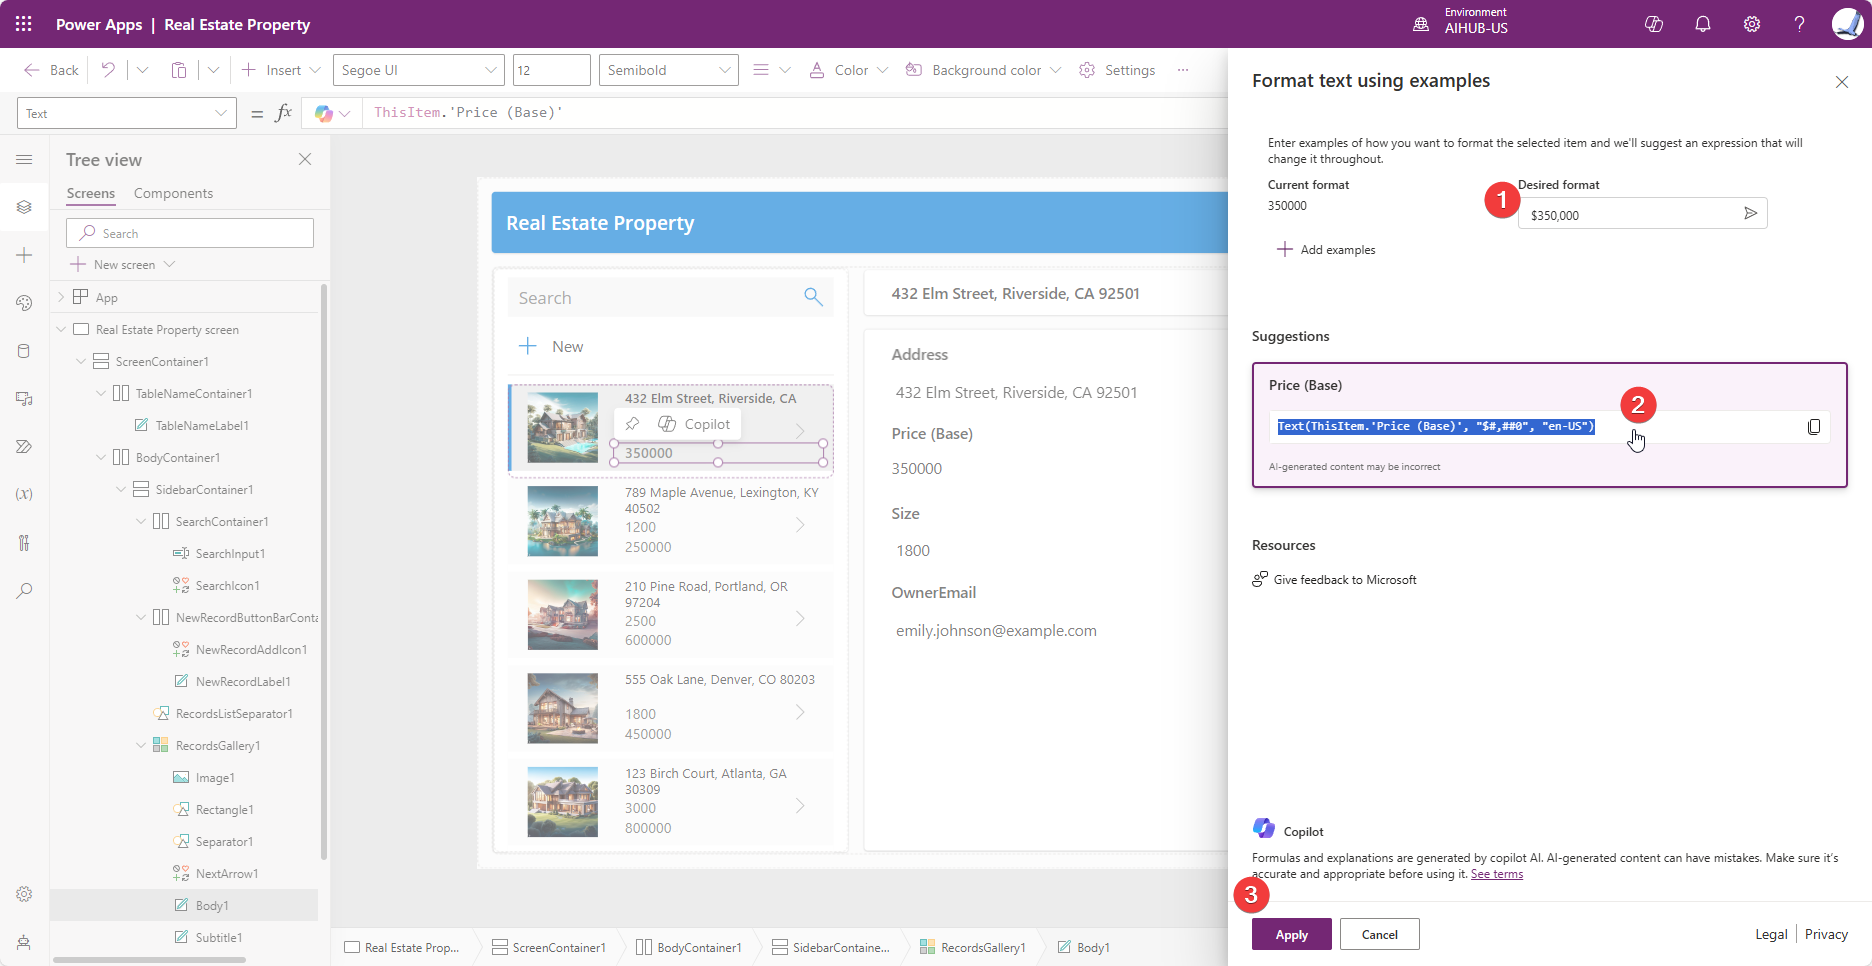 Power Apps | Real Estate Property
Environment
AIHUB-US
Back
Insert
Segoe UI
12
Semibold
Color
Background color
Settings
Text
= fx
ThisItem.'Price (Base)'
Tree view
Screens
Components
Search
New screen
App
Real Estate Property screen
ScreenContainer1
TableNameContainer1
TableNameLabel1
BodyContainer1
SidebarContainer1
SearchContainer1
SearchInput1
SearchIcon1
NewRecordButtonBarConta
NewRecordAddIcon1
NewRecordLabel1
RecordsListSeparator1
RecordsGallery1
Image1
Rectangle1
Separator1
NextArrow1
Body1
Subtitle1
Real Estate Property
Search
New
432 Elm Street, Riverside, CA
Copilot
350000
789 Maple Avenue, Lexington, KY
40502
1200
250000
210 Pine Road, Portland, OR
97204
2500
600000
555 Oak Lane, Denver, CO 80203
1800
450000
123 Birch Court, Atlanta, GA
30309
3000
800000
432 Elm Street, Riverside, CA 92501
Address
432 Elm Street, Riverside, CA 92501
Price (Base)
350000
Size
1800
OwnerEmail
emily.johnson@example.com
Real Estate Prop...
ScreenContainer1
BodyContainer1
SidebarContaine...
RecordsGallery1
Body1
Format text using examples
Enter examples of how you want to format the selected item and we'll suggest an expression that will
change it throughout.
Current format
350000
1
Desired format
$350,000
Add examples
Suggestions
Price (Base)
2
Text(ThisItem.'Price (Base)', "$#,##0", "en-US")
AI-generated content may be incorrect
Resources
Give feedback to Microsoft
Copilot
Formulas and explanations are generated by copilot AI. AI-generated content can have mistakes. Make sure it's
accurate and appropriate before using it. See terms
3
Apply
Cancel
Legal
Privacy